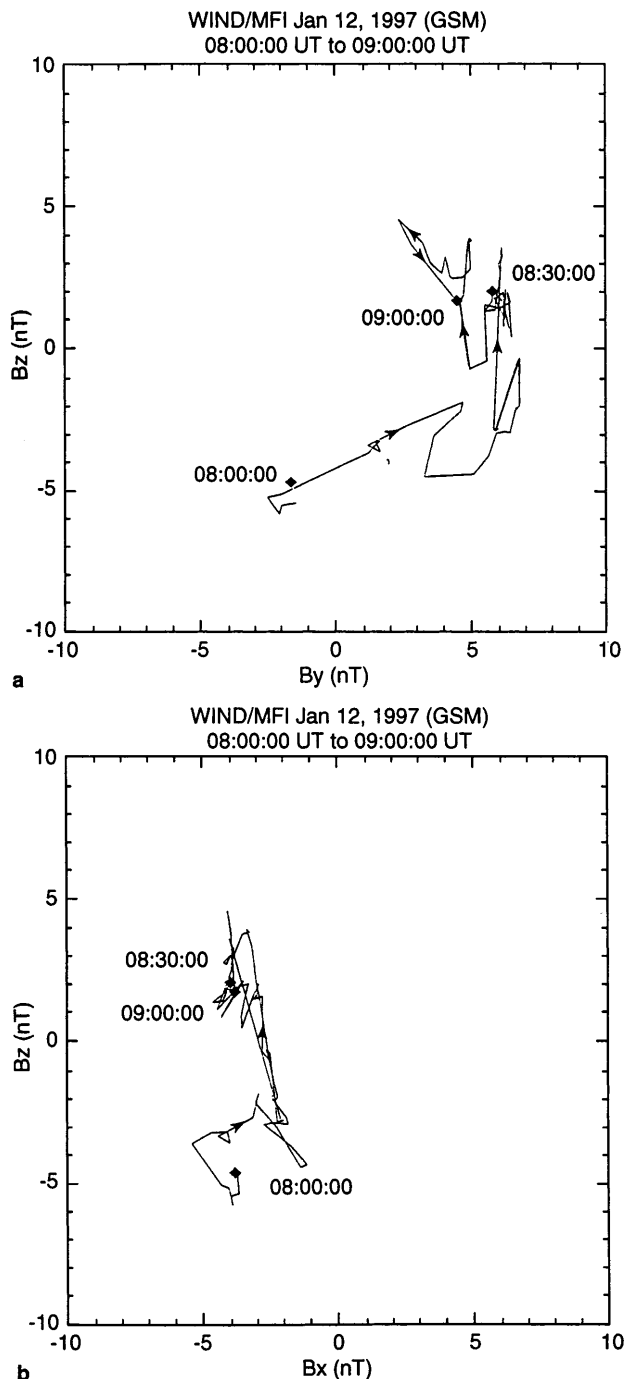 WIND/MFI Jan 12, 1997 (GSM)
08:00:00 UT to 09:00:00 UT
10
5
08:30:00
09:00:00
0
Bz (nT)
08:00:00
-5
-10
-10 -5 0 5 10
a By (nT)
WIND/MFI Jan 12, 1997 (GSM)
08:00:00 UT to 09:00:00 UT
10
5
08:30:00
09:00:00
0
Bz (nT)
-5
08:00:00
-10
-10 -5 0 5 10
b Bx (nT)